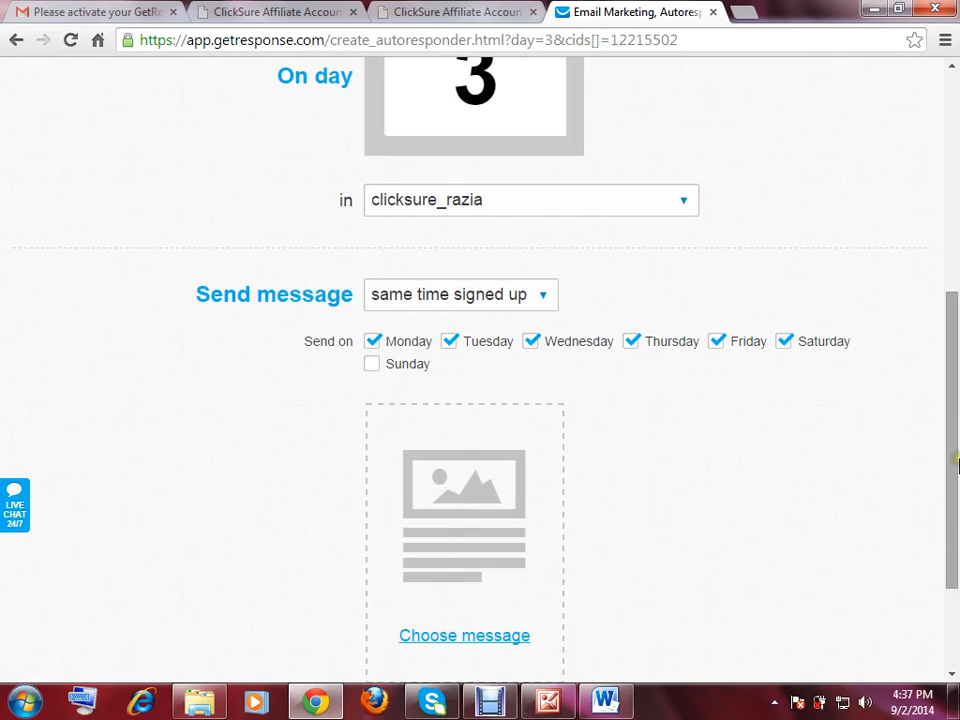 Please activate your GetRe
ClickSure Affiliate Accoun
ClickSure Affiliate Accoun
Email Marketing, Autoresp
https://app.getresponse.com/create_autoresponder.html?day=3&cids[]=12215502
On day
3
in
clicksure_razia
Send message
same time signed up
Send on
Monday
Tuesday
Wednesday
Thursday
Friday
Saturday
Sunday
LIVE
CHAT
24/7
Choose message
4:37 PM
9/2/2014